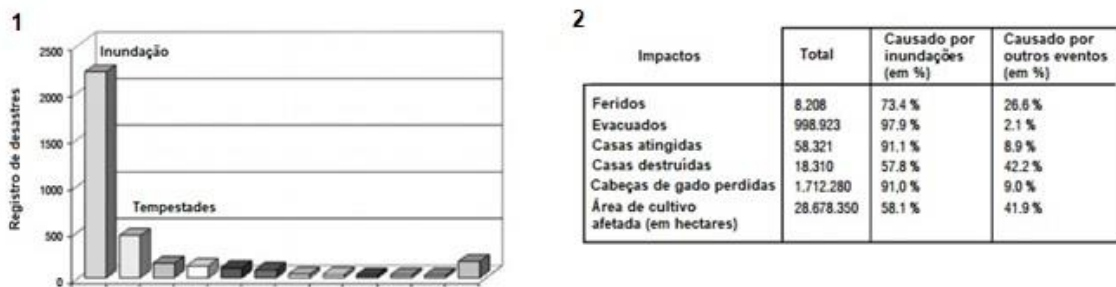 1
Registro de desastres
2500
2000
1500
1000
500
0
Inundação
Tempestades
2
Impactos Total Causado por inundações (em %) Causado por outros eventos (em %)
Feridos 8.208 73.4 % 26.6 %
Evacuados 998.923 97.9 % 2.1 %
Casas atingidas 58.321 91,1 % 8.9 %
Casas destruídas 18.310 57.8 % 42.2 %
Cabeças de gado perdidas 1.712.280 91,0 % 9.0 %
Área de cultivo
afetada (em hectares) 28.678.350 58.1 % 41.9 %